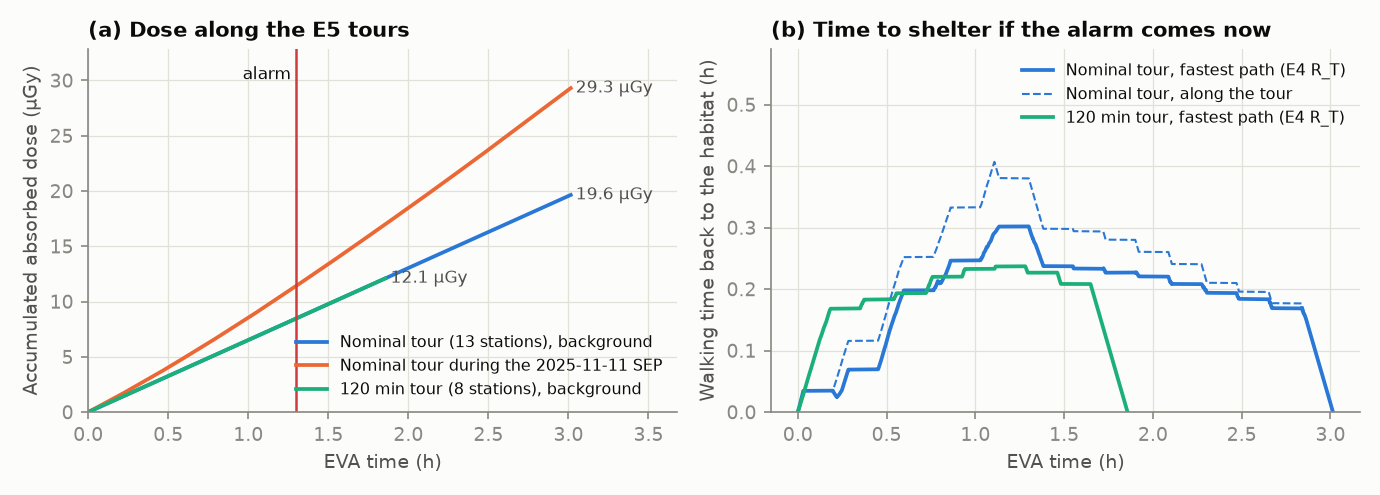 (a) Dose along the E5 tours
Accumulated absorbed dose (μGy)
30
25
20
15
10
5
0
alarm
29.3 μGy
19.6 μGy
12.1 μGy
Nominal tour (13 stations), background
Nominal tour during the 2025-11-11 SEP
120 min tour (8 stations), background
0.0 0.5 1.0 1.5 2.0 2.5 3.0 3.5
EVA time (h)
(b) Time to shelter if the alarm comes now
Walking time back to the habitat (h)
0.5
0.4
0.3
0.2
0.1
0.0
Nominal tour, fastest path (E4 R_T)
Nominal tour, along the tour
120 min tour, fastest path (E4 R_T)
0.0 0.5 1.0 1.5 2.0 2.5 3.0
EVA time (h)